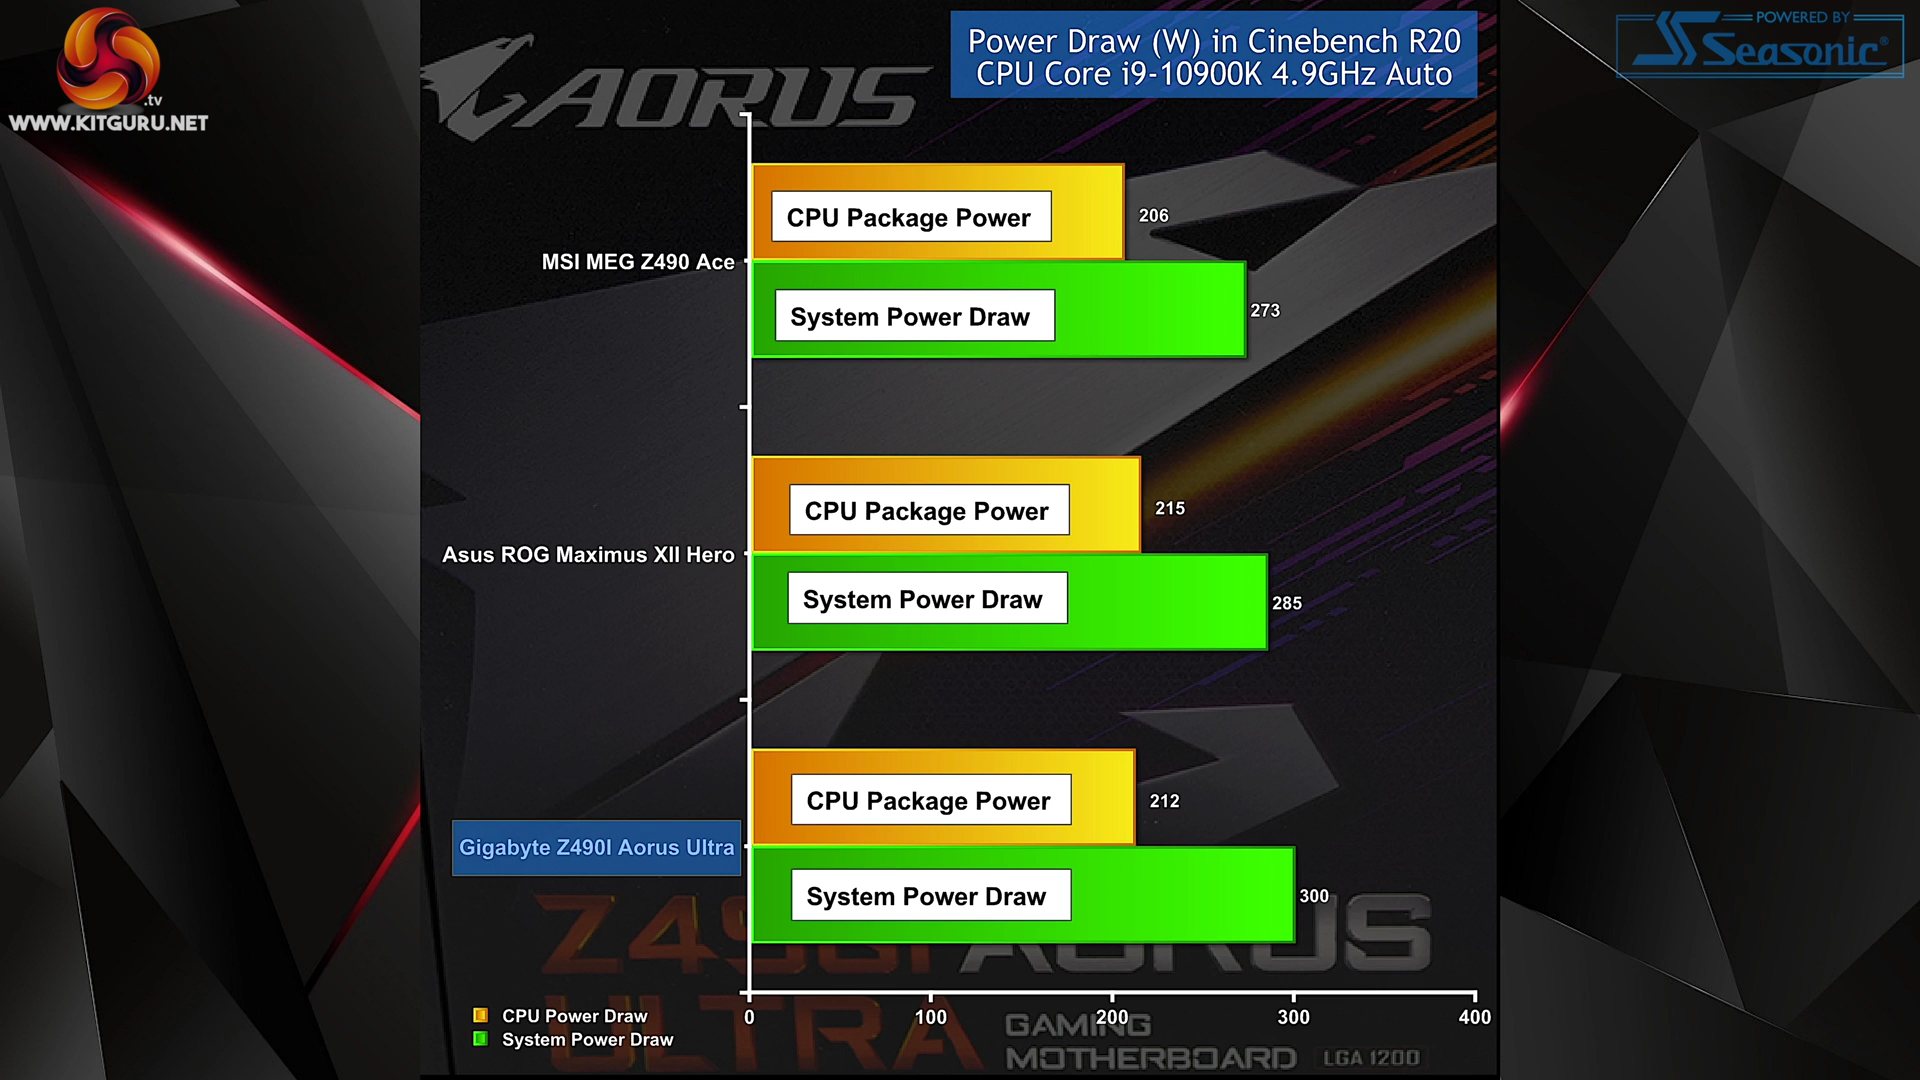 .tv
WWW.KITGURU.NET
AORUS
Power Draw (W) in Cinebench R20
CPU Core i9-10900K 4.9GHz Auto
POWERED BY
Seasonic®
CPU Package Power
206
MSI MEG Z490 Ace
System Power Draw
273
CPU Package Power
215
Asus ROG Maximus XII Hero
System Power Draw
285
CPU Package Power
212
Gigabyte Z490I Aorus Ultra
System Power Draw
300
Z490I AORUS
ULTRA
GAMING
MOTHERBOARD LGA 1200
0 100 200 300 400
CPU Power Draw
System Power Draw